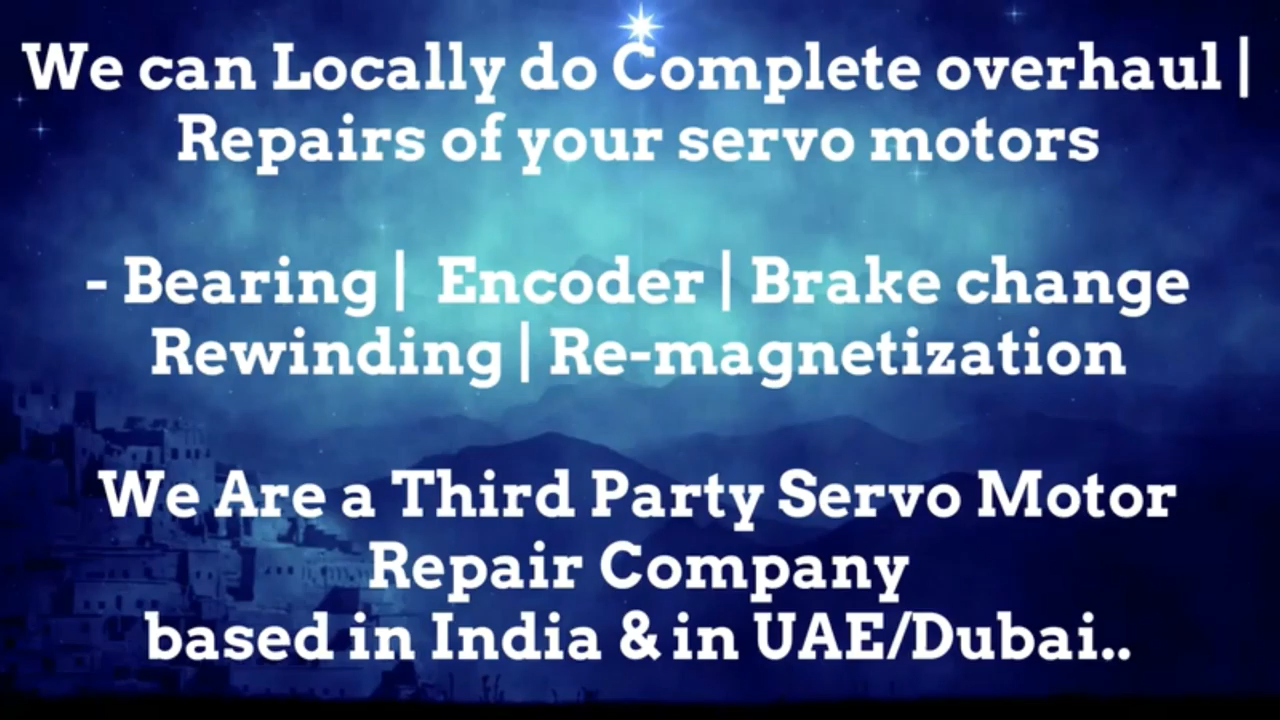 We can Locally do Complete overhaul |
Repairs of your servo motors
- Bearing | Encoder | Brake change
Rewinding | Re-magnetization
We Are a Third Party Servo Motor
Repair Company
based in India & in UAE/Dubai..